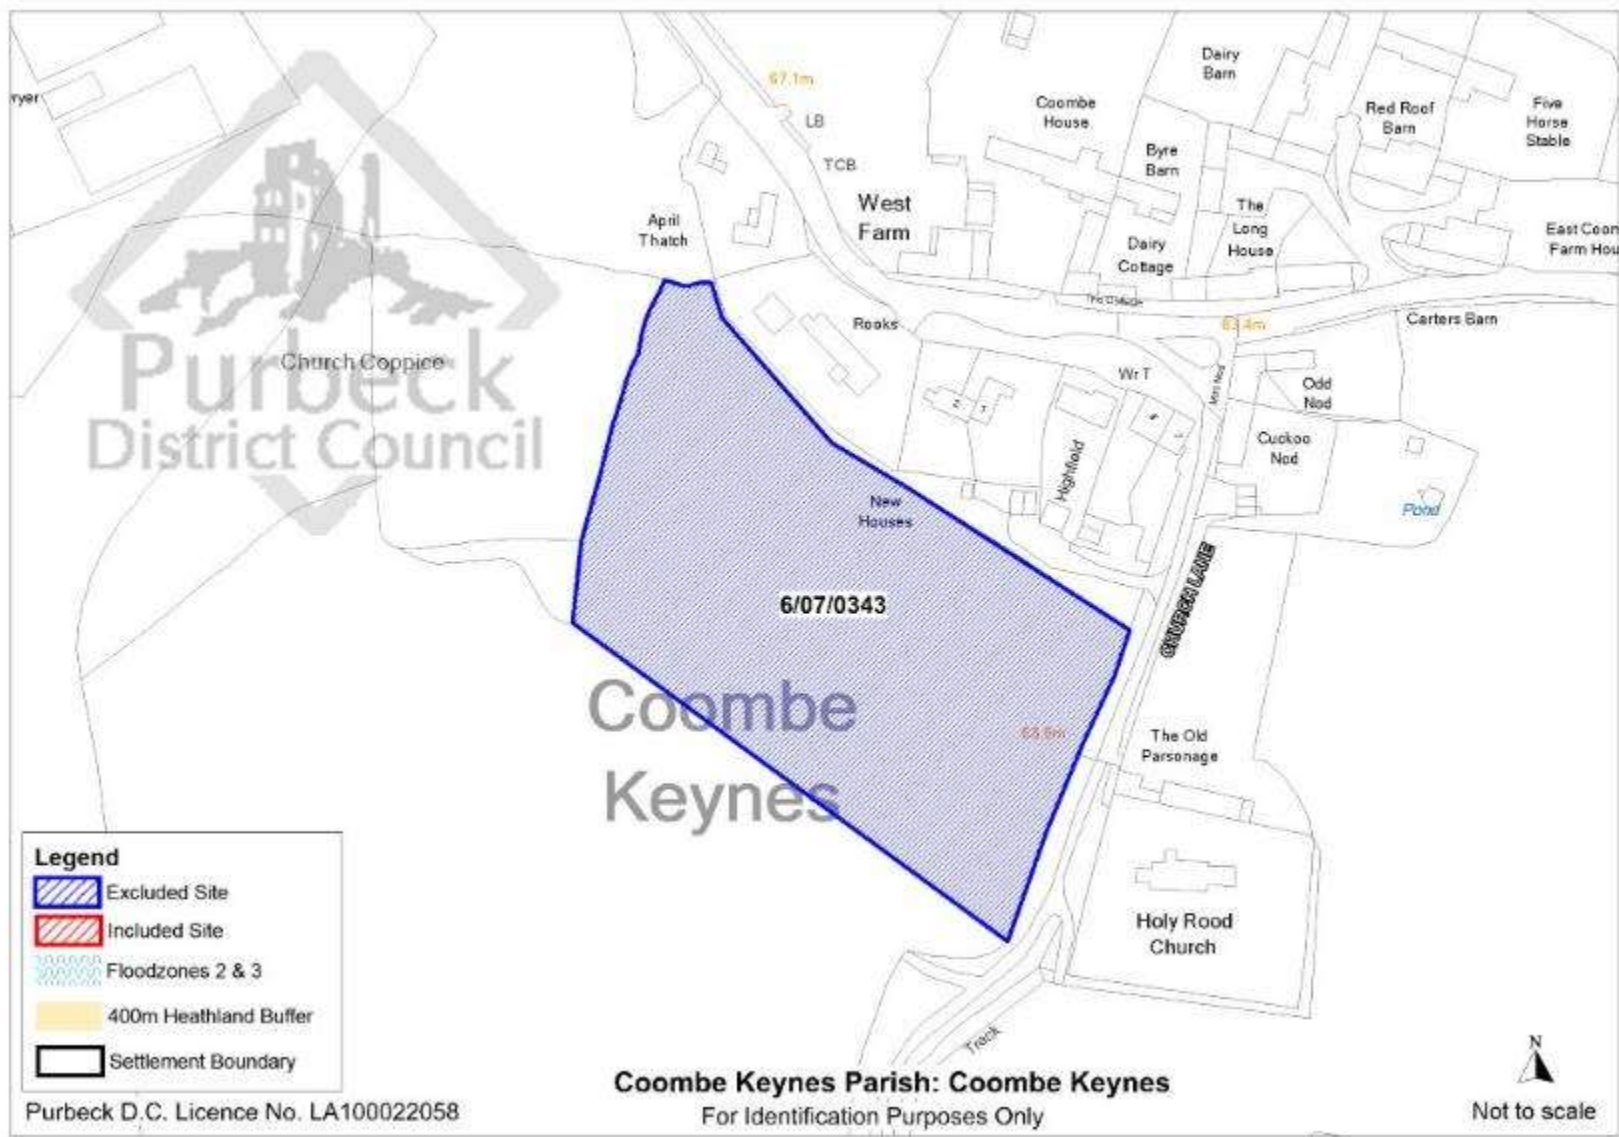 ryer
67.1m
LB
TCB
Coombe
House
Dairy
Barn
Byre
Barn
Red Roof
Barn
Five
Horse
Stable
West
Farm
April
Thatch
The
Long
House
Dairy
Cottage
East Coom
Farm Hou
Rooks
63.4m
Carters Barn
Church Coppice
Purbeck
District Council
Wr T
Odd
Nod
Cuckoo
Nod
Highfield
Pond
New
Houses
CHURCH LANE
6/07/0343
Coombe
Keynes
The Old
Parsonage
Holy Rood
Church
Track
Legend
Excluded Site
Included Site
Floodzones 2 & 3
400m Heathland Buffer
Settlement Boundary
Purbeck D.C. Licence No. LA100022058
Coombe Keynes Parish: Coombe Keynes
For Identification Purposes Only
N
Not to scale